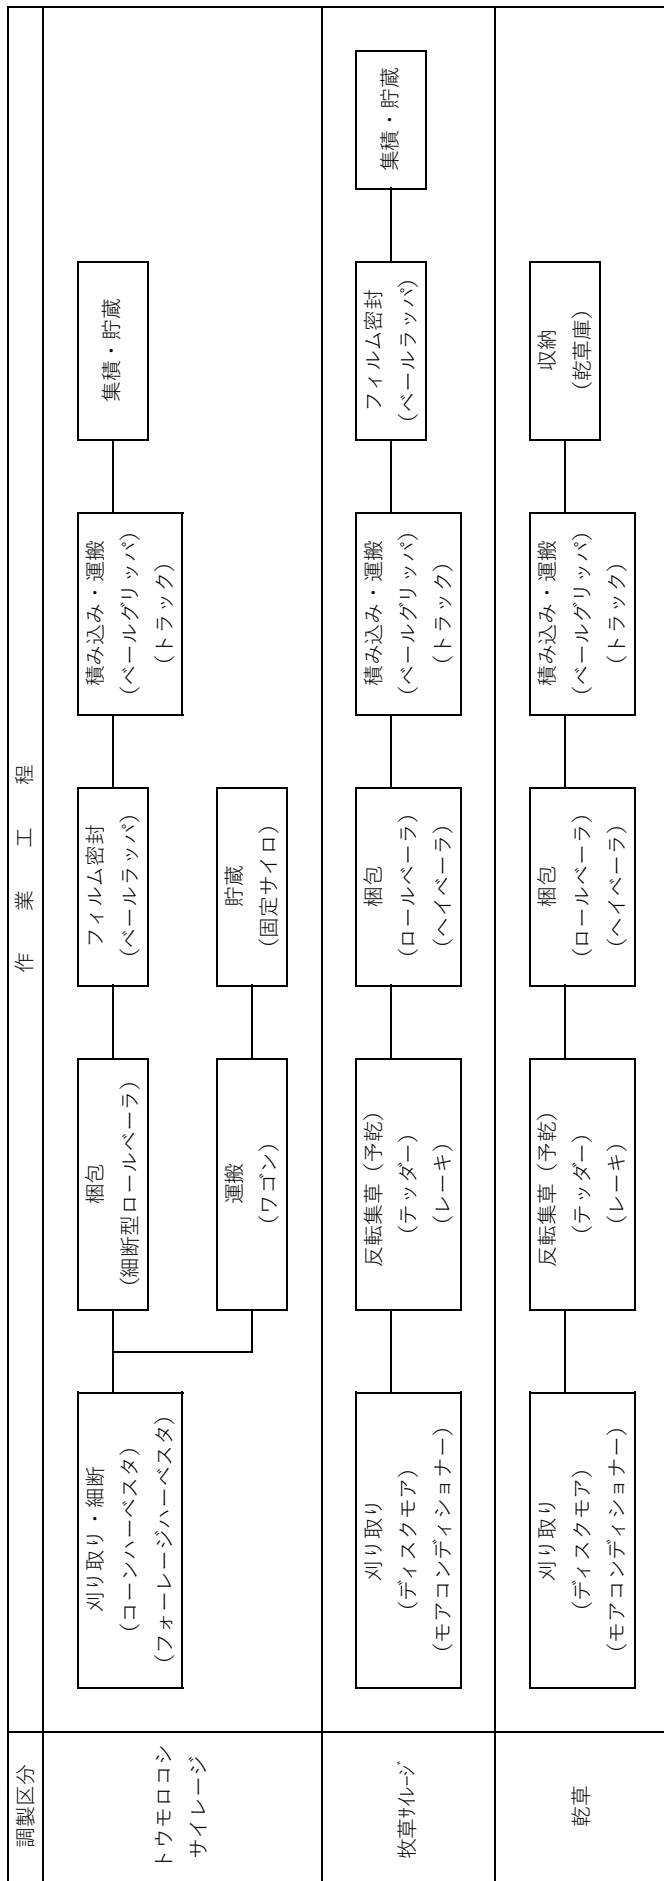 調製区分
作業工程
トウモロコシ
サイレージ
刈り取り・細断
(コーンハーベスタ)
(フォーレージハーベスタ)
梱包
(細断型ロールベーラ)
フィルム密封
(ベールラッパ)
積み込み・運搬
(ベールグリッパ)
(トラック)
集積・貯蔵
運搬
(ワゴン)
貯蔵
(固定サイロ)
牧草サイレージ
刈り取り
(ディスクモア)
(モアコンディショナー)
反転集草(予乾)
(テッダー)
(レーキ)
梱包
(ロールベーラ)
(ヘイベーラ)
積み込み・運搬
(ベールグリッパ)
(トラック)
フィルム密封
(ベールラッパ)
集積・貯蔵
乾草
刈り取り
(ディスクモア)
(モアコンディショナー)
反転集草(予乾)
(テッダー)
(レーキ)
梱包
(ロールベーラ)
(ヘイベーラ)
積み込み・運搬
(ベールグリッパ)
(トラック)
収納
(乾草庫)